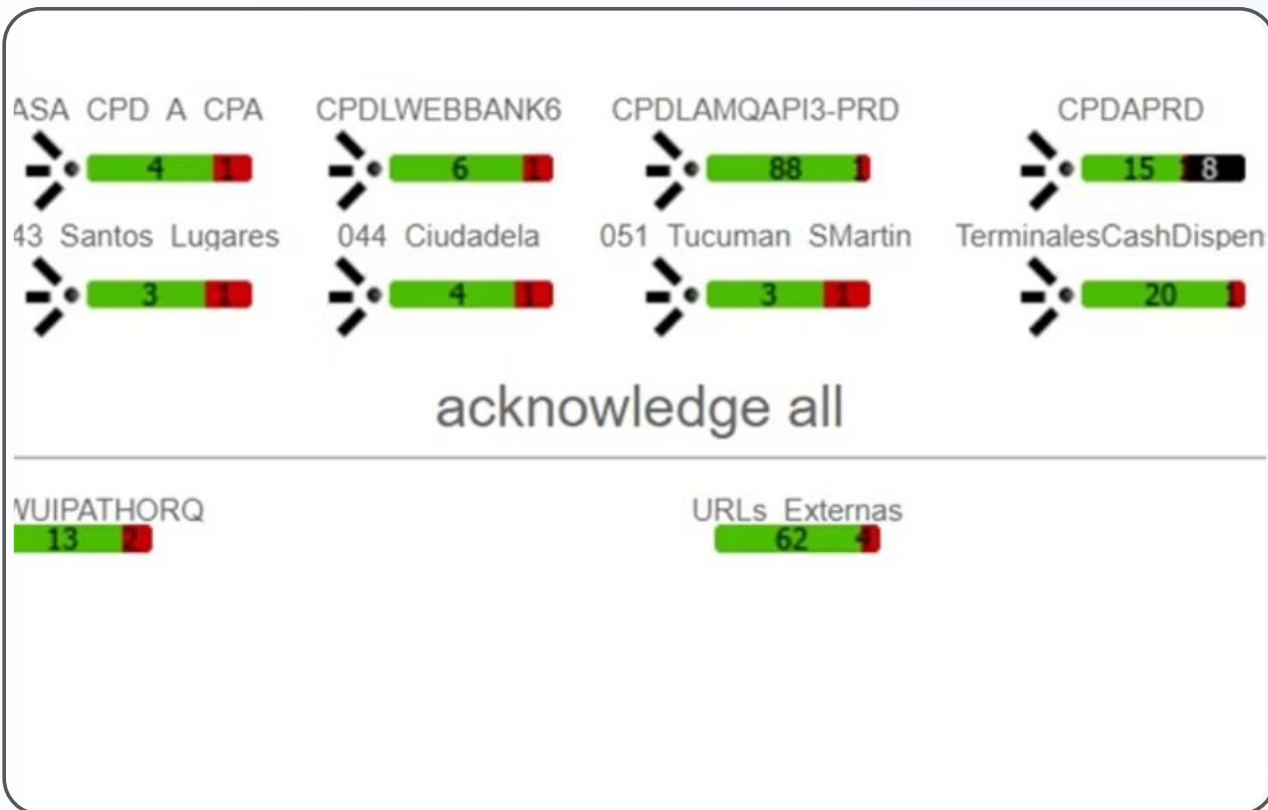 ASA CPD A CPA CPDLWEBBANK6 CPDLAMQAPI3-PRD CPDAPRD
4 1 6 1 88 1 15 8
43 Santos Lugares 044 Ciudadela 051 Tucuman SMartin TerminalesCashDispen
3 1 4 1 3 1 20 1
acknowledge all
WUIPATHORQ URLs Externas
13 2 62 4